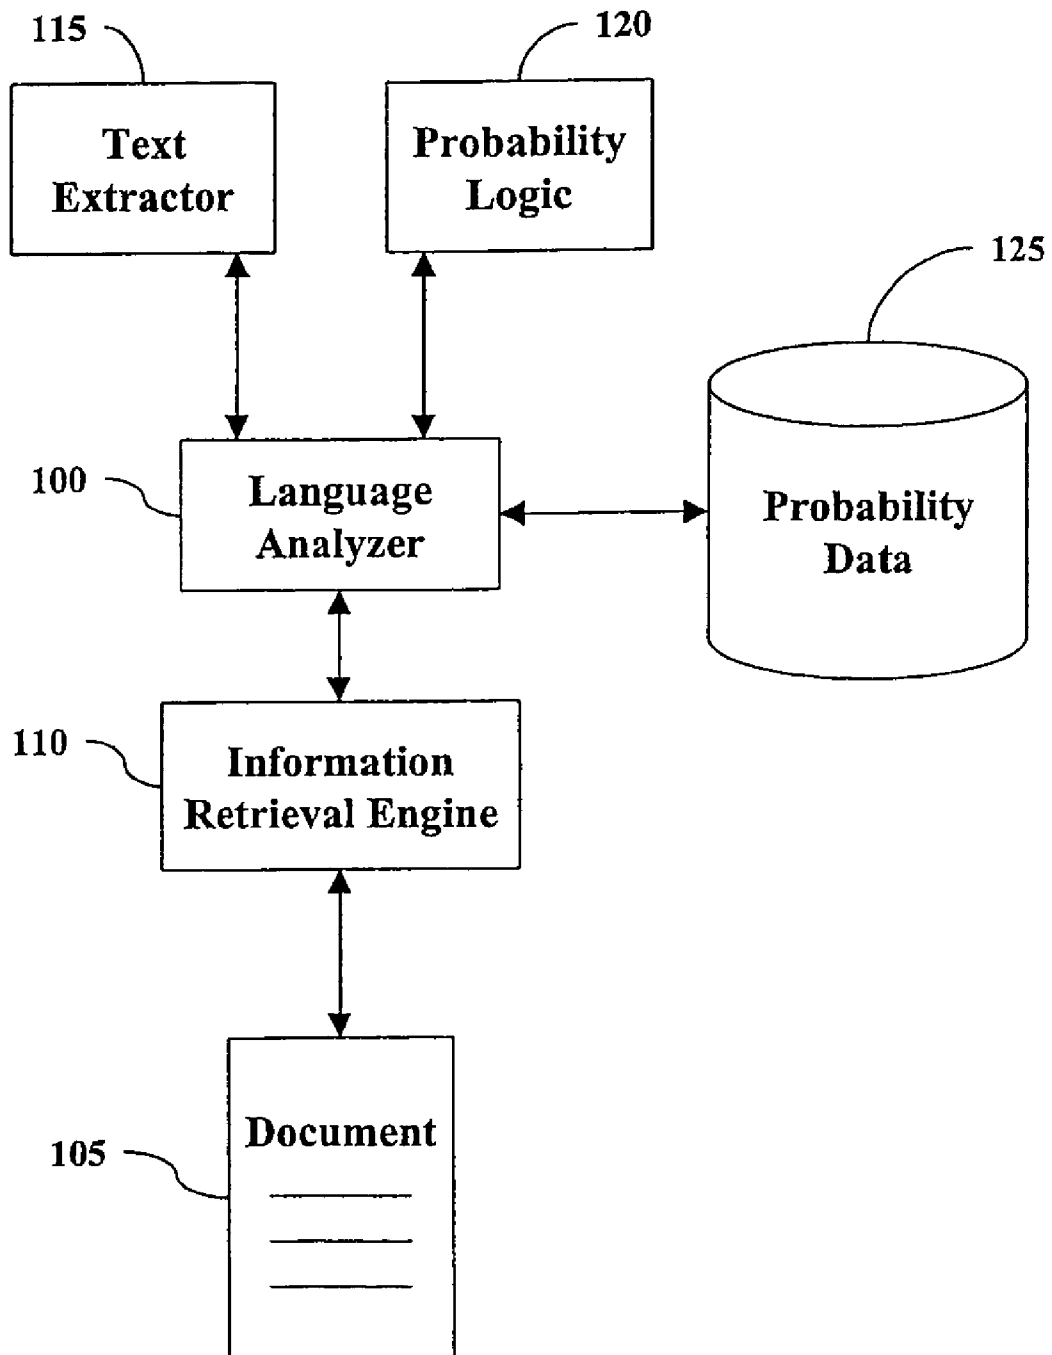 115
120
Text
Extractor
Probability
Logic
125
100
Language
Analyzer
Probability
Data
110
Information
Retrieval Engine
105
Document